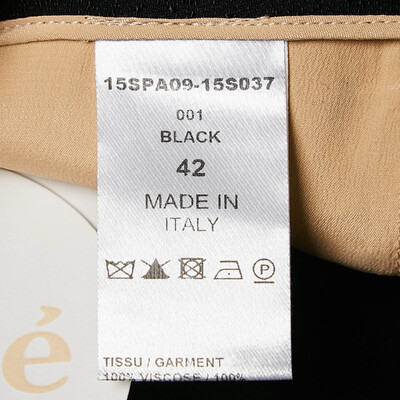 15SPA09-15S037
001
BLACK
42
MADE IN
ITALY
P
é
TISSU / GARMENT
100% VISCOSE / 100%